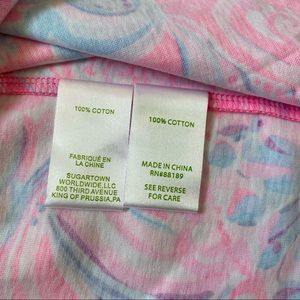 100% COTON
FABRIQUÉ EN
LA CHINE
SUGARTOWN
WORLDWIDE, LLC
800 THIRD AVENUE
KING OF PRUSSIA, PA
100% COTTON
MADE IN CHINA
RN#88189
SEE REVERSE
FOR CARE